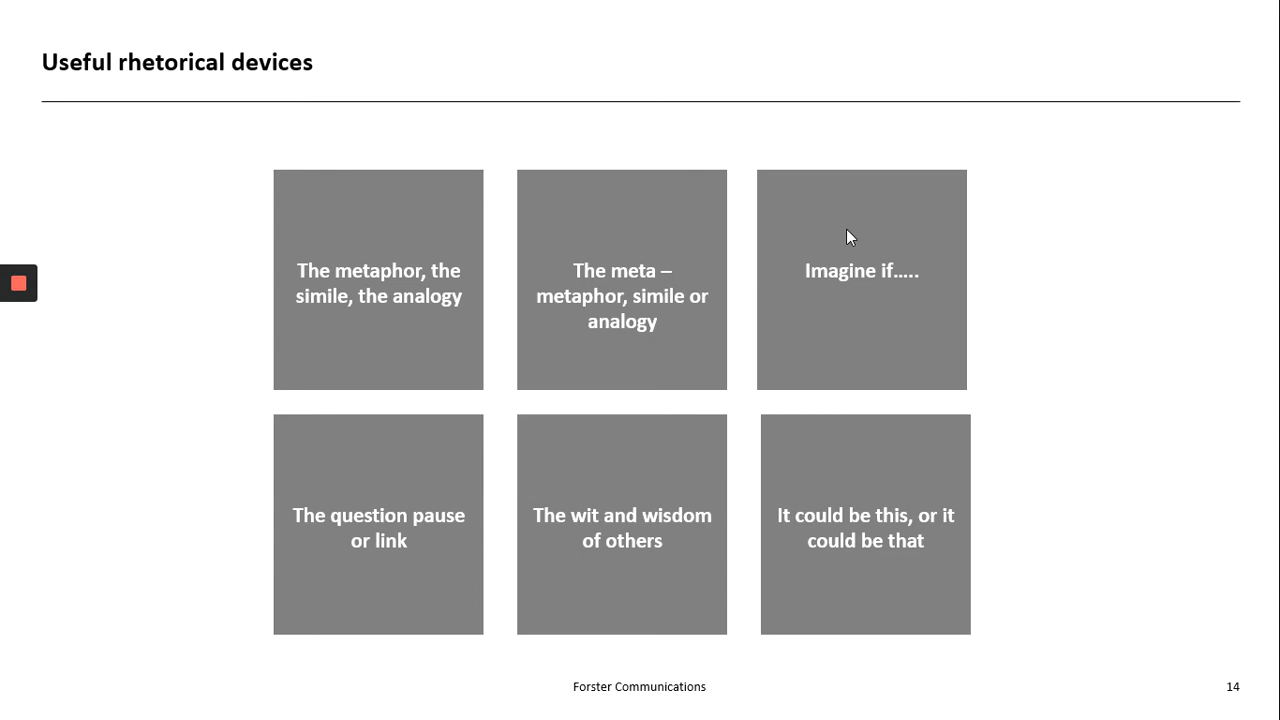 Useful rhetorical devices
The metaphor, the
simile, the analogy
The meta –
metaphor, simile or
analogy
Imagine if.....
The question pause
or link
The wit and wisdom
of others
It could be this, or it
could be that
Forster Communications
14